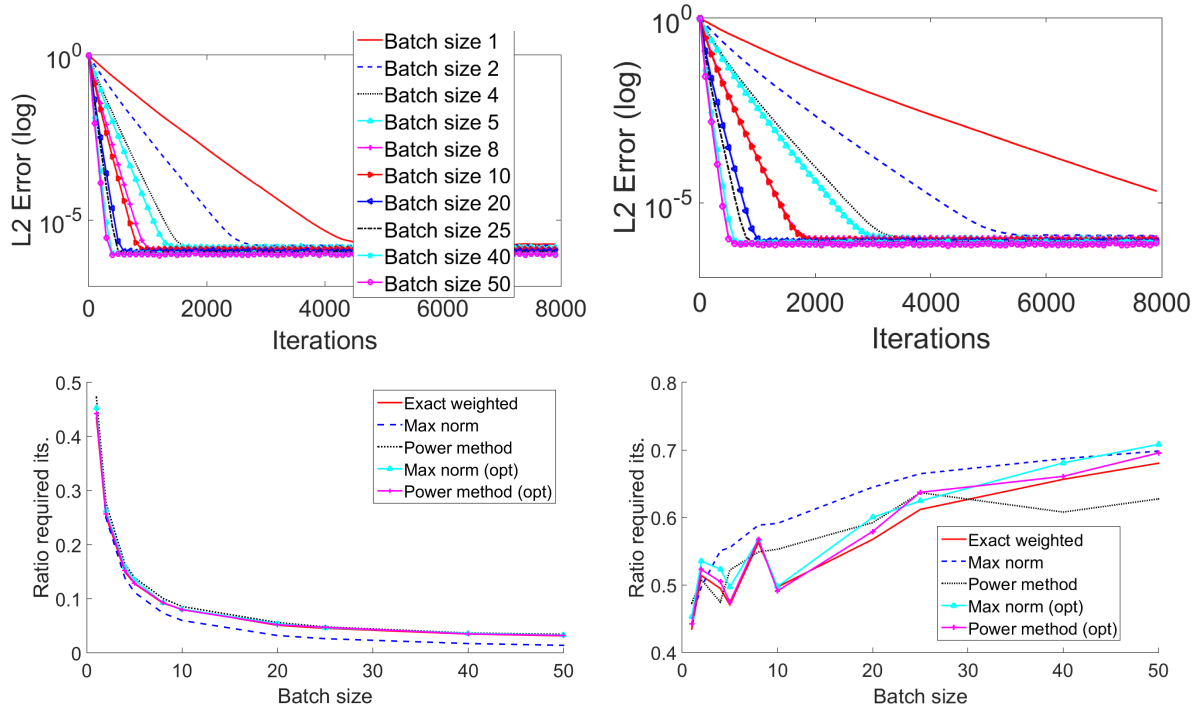 10^0
10^-5
L2 Error (log)
0
2000
4000
6000
8000
Iterations
Batch size 1
Batch size 2
Batch size 4
Batch size 5
Batch size 8
Batch size 10
Batch size 20
Batch size 25
Batch size 40
Batch size 50
10^0
10^-5
L2 Error (log)
0
2000
4000
6000
8000
Iterations
0.5
0.4
0.3
0.2
0.1
0
Ratio required its.
0
10
20
30
40
50
Batch size
Exact weighted
Max norm
Power method
Max norm (opt)
Power method (opt)
0.8
0.7
0.6
0.5
0.4
Ratio required its.
0
10
20
30
40
50
Batch size
Exact weighted
Max norm
Power method
Max norm (opt)
Power method (opt)